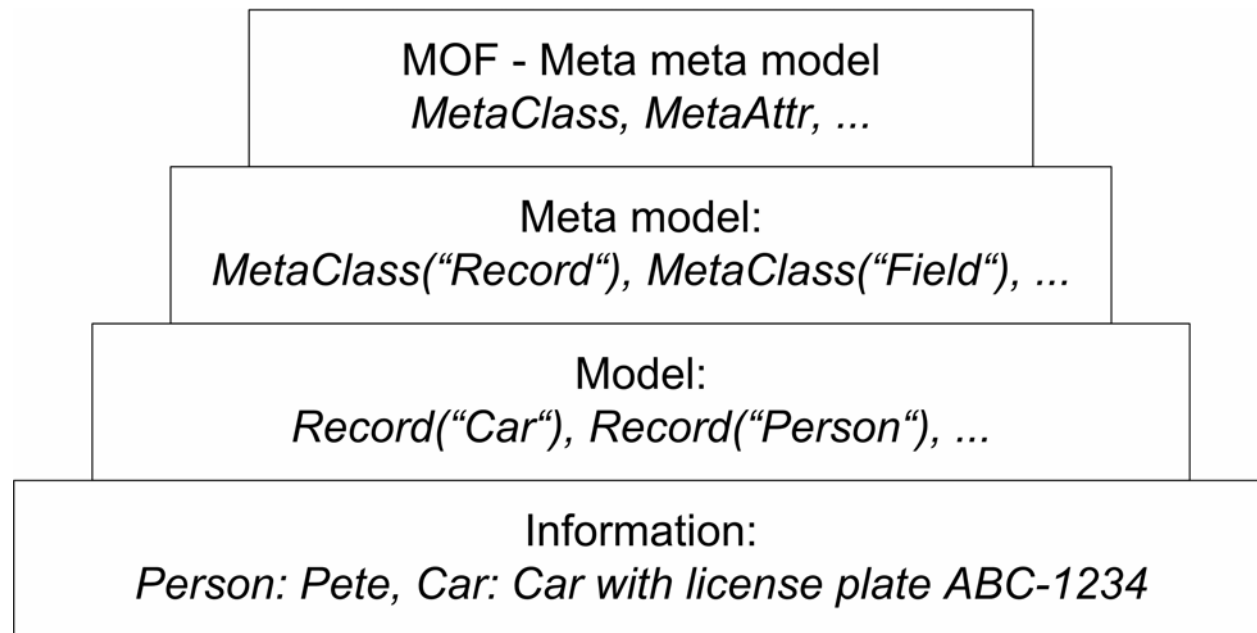 MOF - Meta meta model
MetaClass, MetaAttr, ...
Meta model:
MetaClass(“Record“), MetaClass(“Field“), ...
Model:
Record(“Car“), Record(“Person“), ...
Information:
Person: Pete, Car: Car with license plate ABC-1234